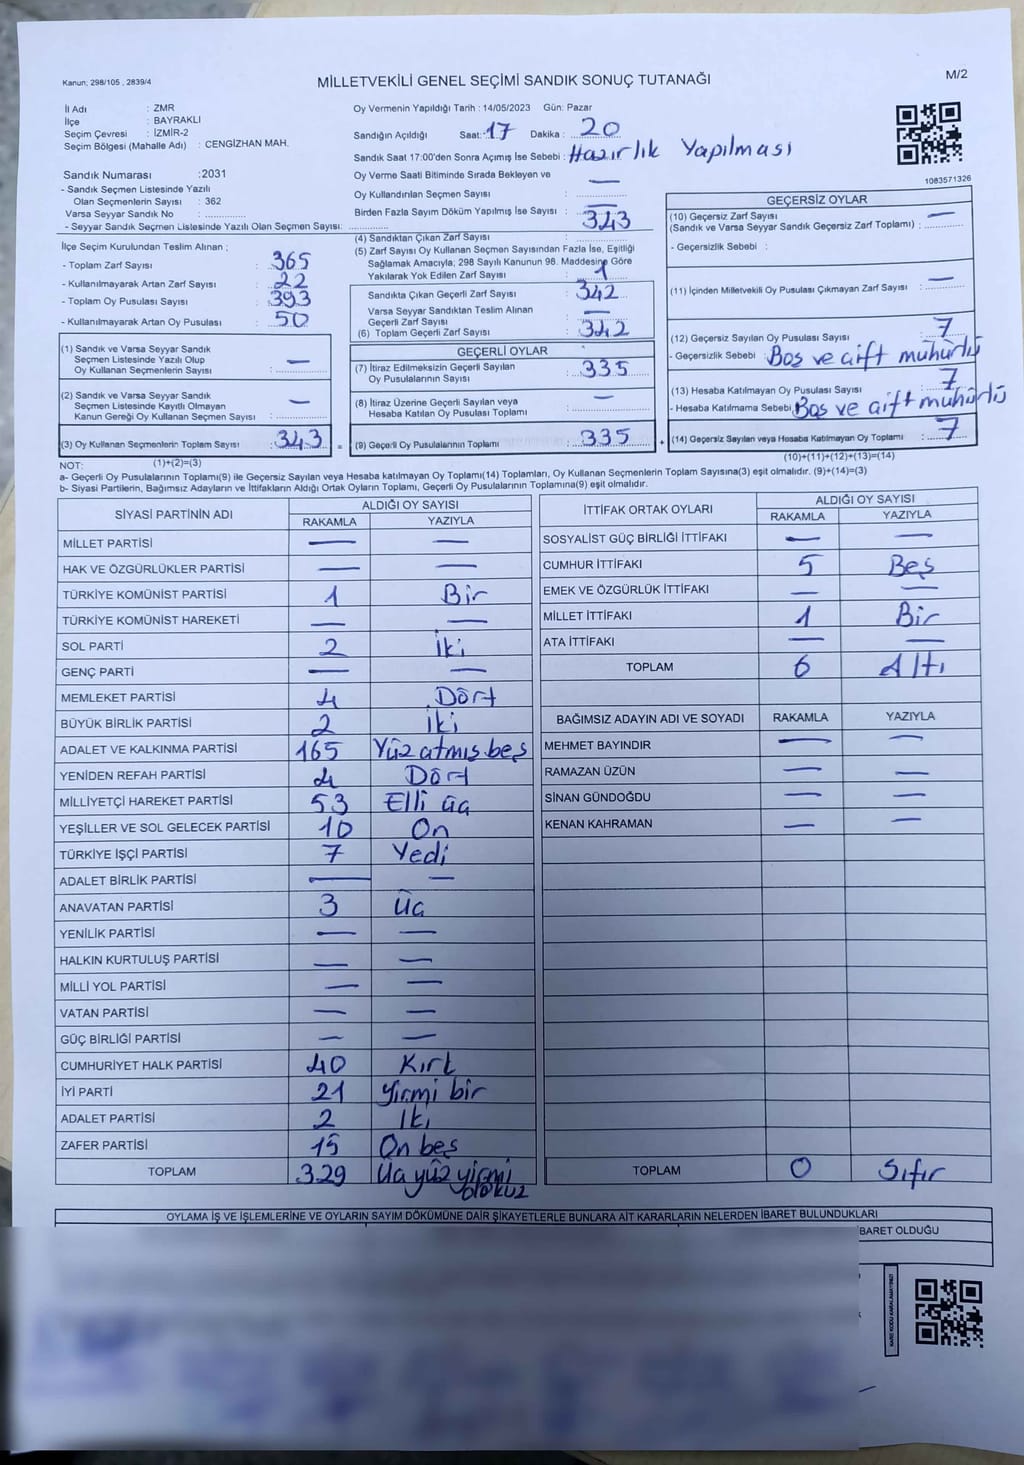 Kanun; 298/105 , 2839/4
MİLLETVEKİLİ GENEL SEÇİMİ SANDIK SONUÇ TUTANAĞI
M/2
İl Adı : ZMR
İlçe : BAYRAKLI
Seçim Çevresi : İZMİR-2
Seçim Bölgesi (Mahalle Adı) : CENGİZHAN MAH.
Oy Vermenin Yapıldığı Tarih : 14/05/2023 Gün: Pazar
Sandığın Açıldığı Saat: 17 Dakika : 20
Sandık Saat 17:00'den Sonra Açımış İse Sebebi : Hazırlık Yapılması
1083571326
Sandık Numarası :2031
- Sandık Seçmen Listesinde Yazılı
Olan Seçmenlerin Sayısı : 362
Varsa Seyyar Sandık No : ..............
- Seyyar Sandık Seçmen Listesinde Yazılı Olan Seçmen Sayısı: ..............
Oy Verme Saati Bitiminde Sırada Bekleyen ve
Oy Kullandırılan Seçmen Sayısı : —
Birden Fazla Sayım Döküm Yapılmış İse Sayısı : —
İlçe Seçim Kurulundan Teslim Alınan ;
- Toplam Zarf Sayısı : 365
- Kullanılmayarak Artan Zarf Sayısı : 22
- Toplam Oy Pusulası Sayısı : 393
- Kullanılmayarak Artan Oy Pusulası : 50
(4) Sandıktan Çıkan Zarf Sayısı : 343
(5) Zarf Sayısı Oy Kullanan Seçmen Sayısından Fazla İse, Eşitliği
Sağlamak Amacıyla; 298 Sayılı Kanunun 98. Maddesine Göre
Yakılarak Yok Edilen Zarf Sayısı : 1
Sandıkta Çıkan Geçerli Zarf Sayısı : 342
Varsa Seyyar Sandıktan Teslim Alınan
Geçerli Zarf Sayısı : —
(6) Toplam Geçerli Zarf Sayısı : 342
GEÇERSİZ OYLAR
(10) Geçersiz Zarf Sayısı
(Sandık ve Varsa Seyyar Sandık Geçersiz Zarf Toplamı) : —
- Geçersizlik Sebebi :
(11) İçinden Milletvekili Oy Pusulası Çıkmayan Zarf Sayısı : —
(12) Geçersiz Sayılan Oy Pusulası Sayısı : 7
- Geçersizlik Sebebi : Boş ve çift mühürlü
(13) Hesaba Katılmayan Oy Pusulası Sayısı : 7
- Hesaba Katılmama Sebebi: Boş ve çift mühürlü
(14) Geçersiz Sayılan veya Hesaba Katılmayan Oy Toplamı : 7
(10)+(11)+(12)+(13)=(14)
(1) Sandık ve Varsa Seyyar Sandık
Seçmen Listesinde Yazılı Olup
Oy Kullanan Seçmenlerin Sayısı : —
(2) Sandık ve Varsa Seyyar Sandık
Seçmen Listesinde Kayıtlı Olmayan
Kanun Gereği Oy Kullanan Seçmen Sayısı : —
(3) Oy Kullanan Seçmenlerin Toplam Sayısı : 343 =
(1)+(2)=(3)
GEÇERLİ OYLAR
(7) İtiraz Edilmeksizin Geçerli Sayılan
Oy Pusulalarının Sayısı : 335
(8) İtiraz Üzerine Geçerli Sayılan veya
Hesaba Katılan Oy Pusulası Toplamı : —
(9) Geçerli Oy Pusulalarının Toplamı : 335 +
NOT:
a- Geçerli Oy Pusulalarının Toplamı(9) ile Geçersiz Sayılan veya Hesaba katılmayan Oy Toplamı(14) Toplamları, Oy Kullanan Seçmenlerin Toplam Sayısına(3) eşit olmalıdır. (9)+(14)=(3)
b- Siyasi Partilerin, Bağımsız Adayların ve İttifakların Aldığı Ortak Oyların Toplamı, Geçerli Oy Pusulalarının Toplamına(9) eşit olmalıdır.
SİYASİ PARTİNİN ADI ALDIĞI OY SAYISI
RAKAMLA YAZIYLA
MİLLET PARTİSİ — —
HAK VE ÖZGÜRLÜKLER PARTİSİ — —
TÜRKİYE KOMÜNİST PARTİSİ 1 Bir
TÜRKİYE KOMÜNİST HAREKETİ — —
SOL PARTİ 2 İki
GENÇ PARTİ — —
MEMLEKET PARTİSİ 4 Dört
BÜYÜK BİRLİK PARTİSİ 2 İki
ADALET VE KALKINMA PARTİSİ 165 Yüz atmış beş
YENİDEN REFAH PARTİSİ 4 Dört
MİLLİYETÇİ HAREKET PARTİSİ 53 Elli üç
YEŞİLLER VE SOL GELECEK PARTİSİ 10 On
TÜRKİYE İŞÇİ PARTİSİ 7 Yedi
ADALET BİRLİK PARTİSİ — —
ANAVATAN PARTİSİ 3 Üç
YENİLİK PARTİSİ — —
HALKIN KURTULUŞ PARTİSİ — —
MİLLİ YOL PARTİSİ — —
VATAN PARTİSİ — —
GÜÇ BİRLİĞİ PARTİSİ — —
CUMHURİYET HALK PARTİSİ 40 Kırk
İYİ PARTİ 21 Yirmi bir
ADALET PARTİSİ 2 İki
ZAFER PARTİSİ 15 On beş
TOPLAM 329 Üç yüz yirmi dokuz
İTTİFAK ORTAK OYLARI ALDIĞI OY SAYISI
RAKAMLA YAZIYLA
SOSYALİST GÜÇ BİRLİĞİ İTTİFAKI — —
CUMHUR İTTİFAKI 5 Beş
EMEK VE ÖZGÜRLÜK İTTİFAKI — —
MİLLET İTTİFAKI 1 Bir
ATA İTTİFAKI — —
TOPLAM 6 Altı
BAĞIMSIZ ADAYIN ADI VE SOYADI RAKAMLA YAZIYLA
MEHMET BAYINDIR — —
RAMAZAN ÜZÜN — —
SİNAN GÜNDOĞDU — —
KENAN KAHRAMAN — —
TOPLAM 0 Sıfır
OYLAMA İŞ VE İŞLEMLERİNE VE OYLARIN SAYIM DÖKÜMÜNE DAİR ŞİKAYETLERLE BUNLARA AİT KARARLARIN NELERDEN İBARET BULUNDUKLARI
BARET OLDUĞU
KARE KODU KARALAMAYINIZ!